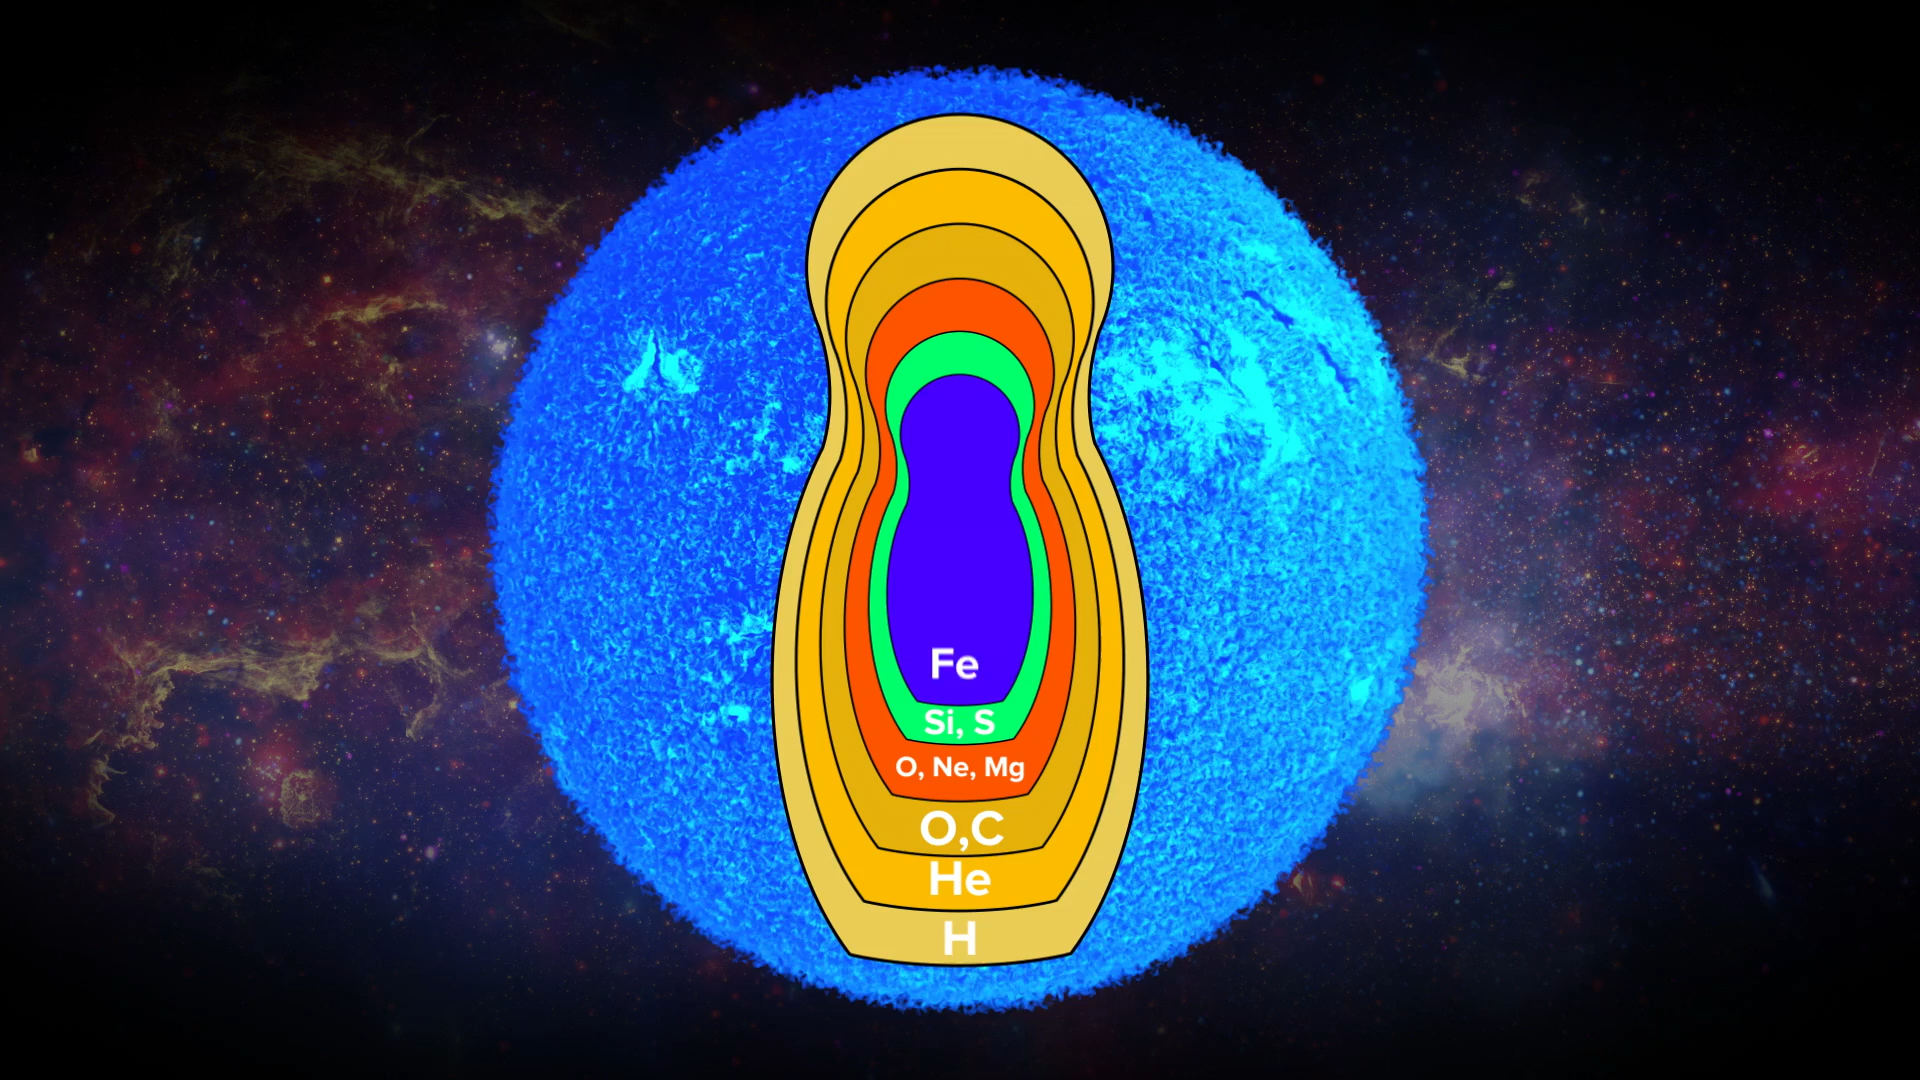 Fe
Si, S
O, Ne, Mg
O,C
He
H